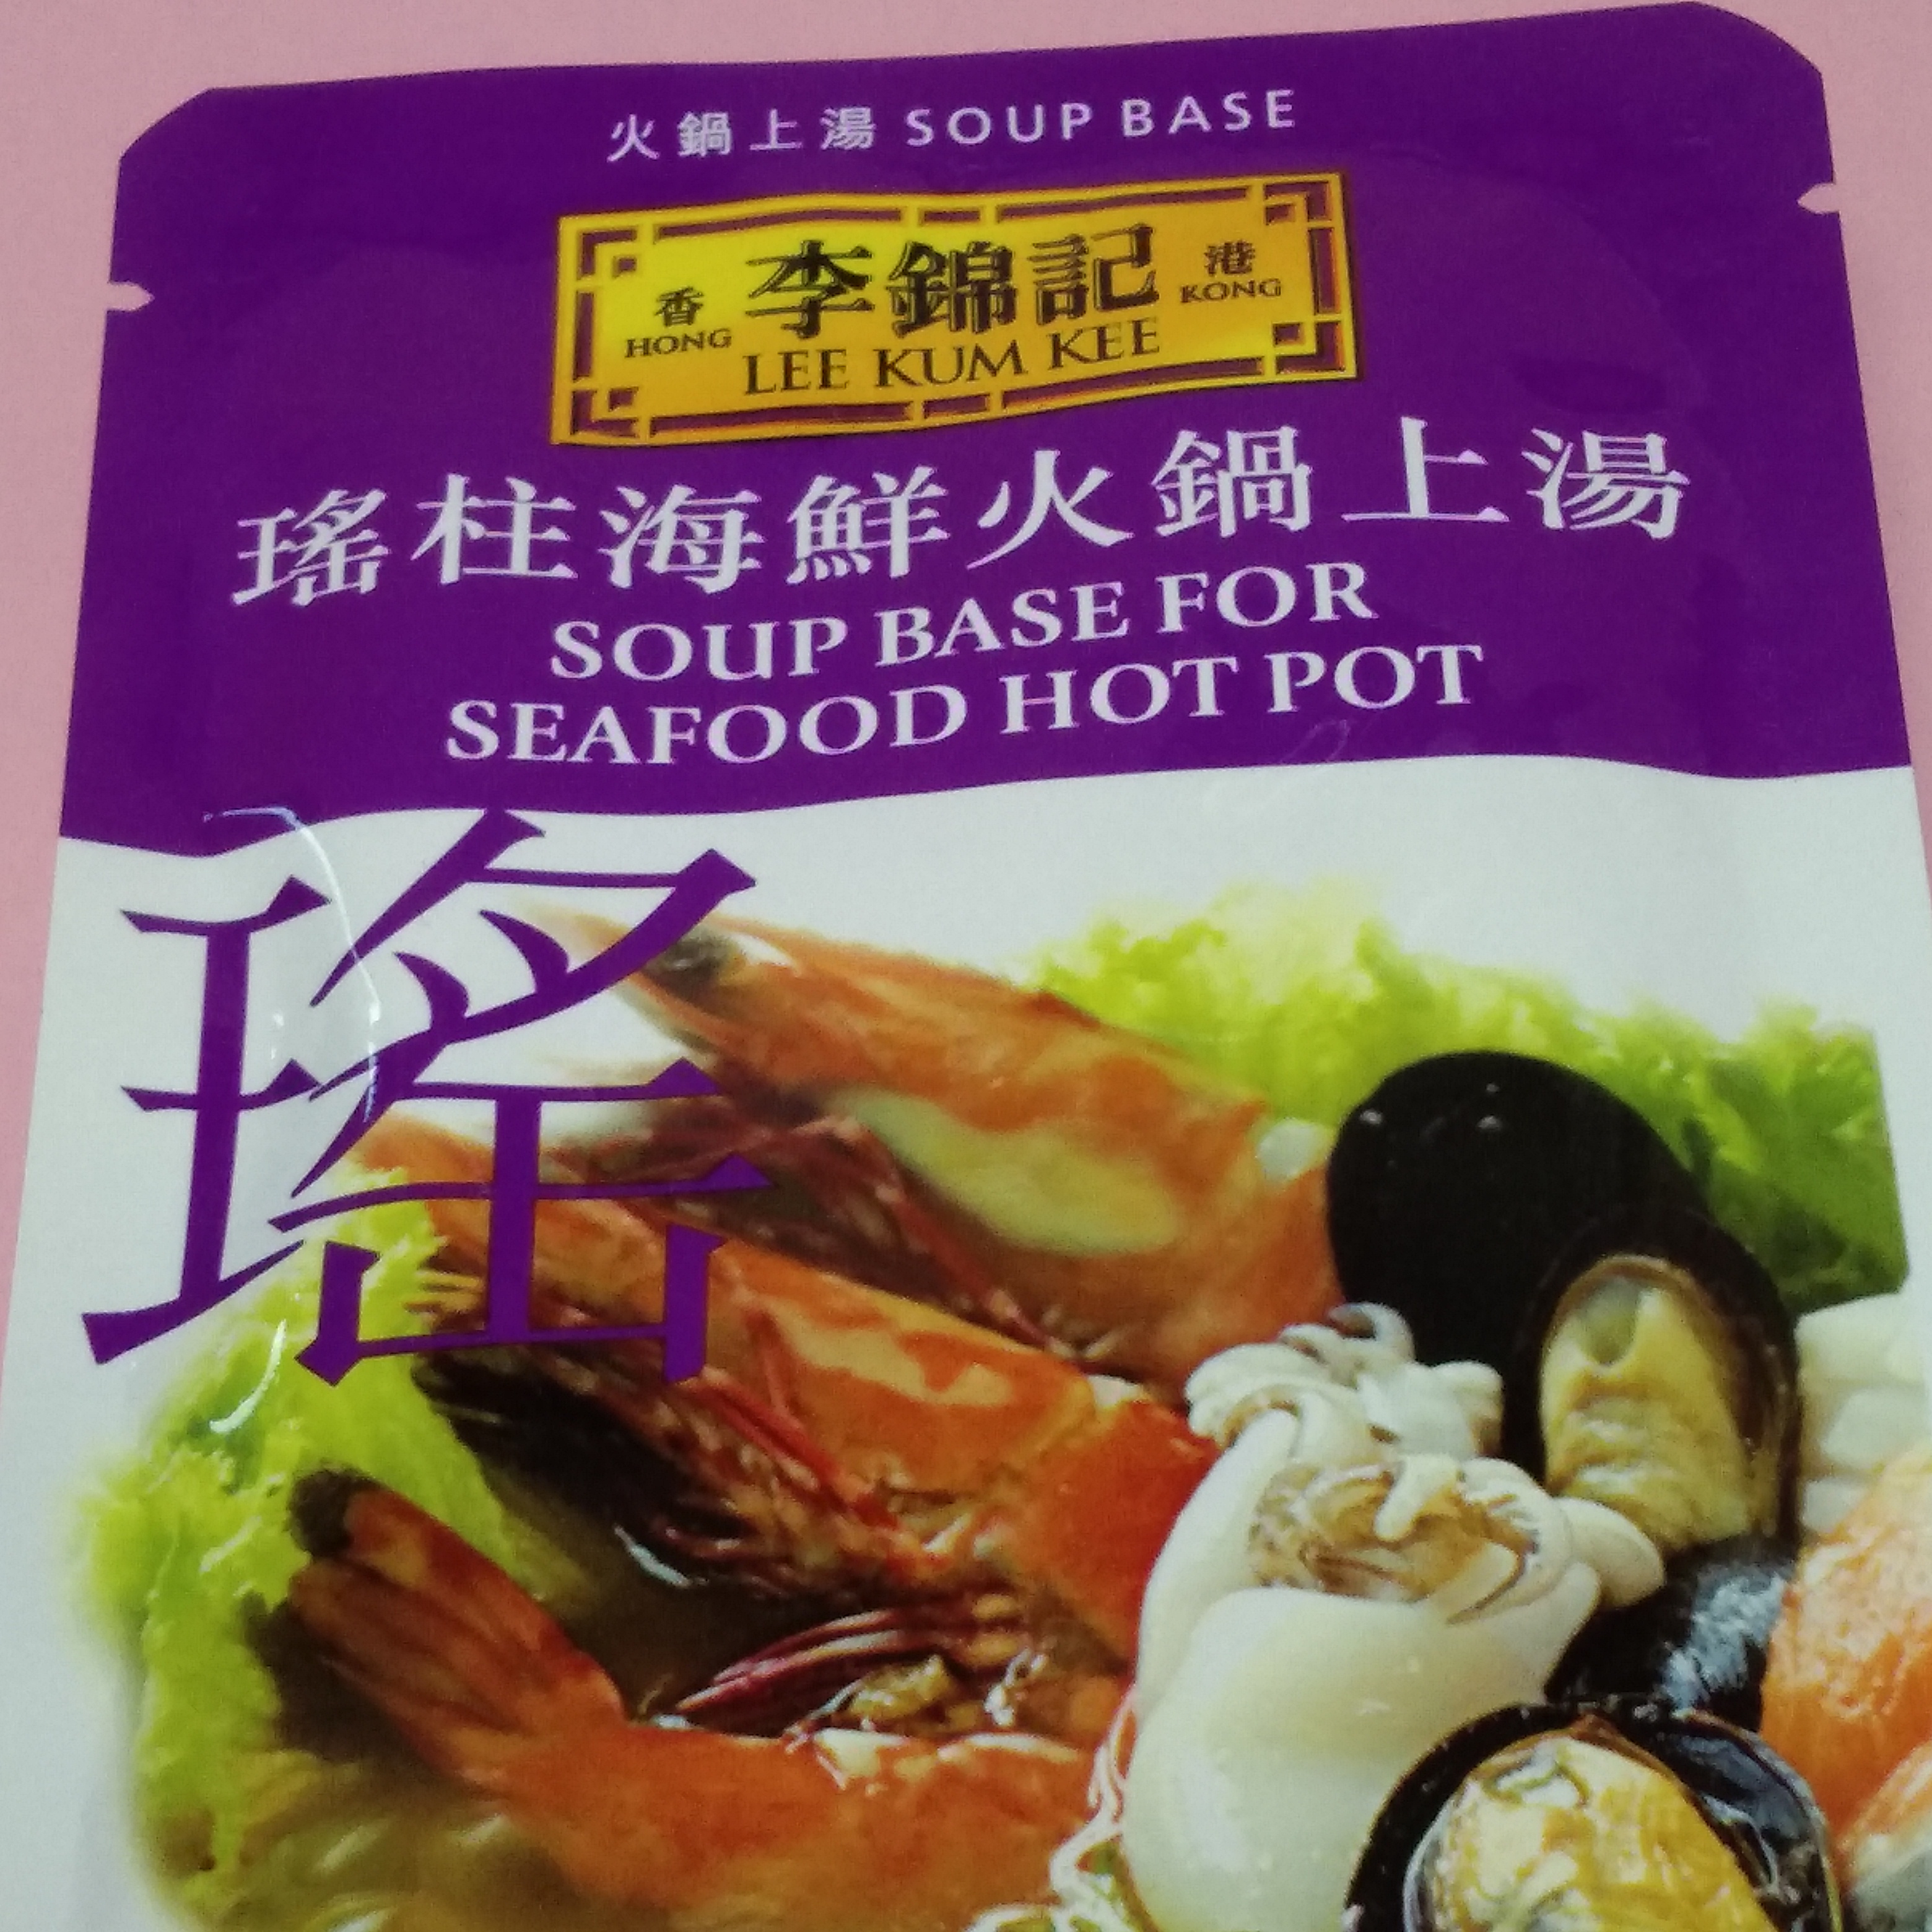 火鍋上湯 SOUP BASE
香 李錦記 港
HONG LEE KUM KEE KONG
瑤柱海鮮火鍋上湯
SOUP BASE FOR
SEAFOOD HOT POT
瑤